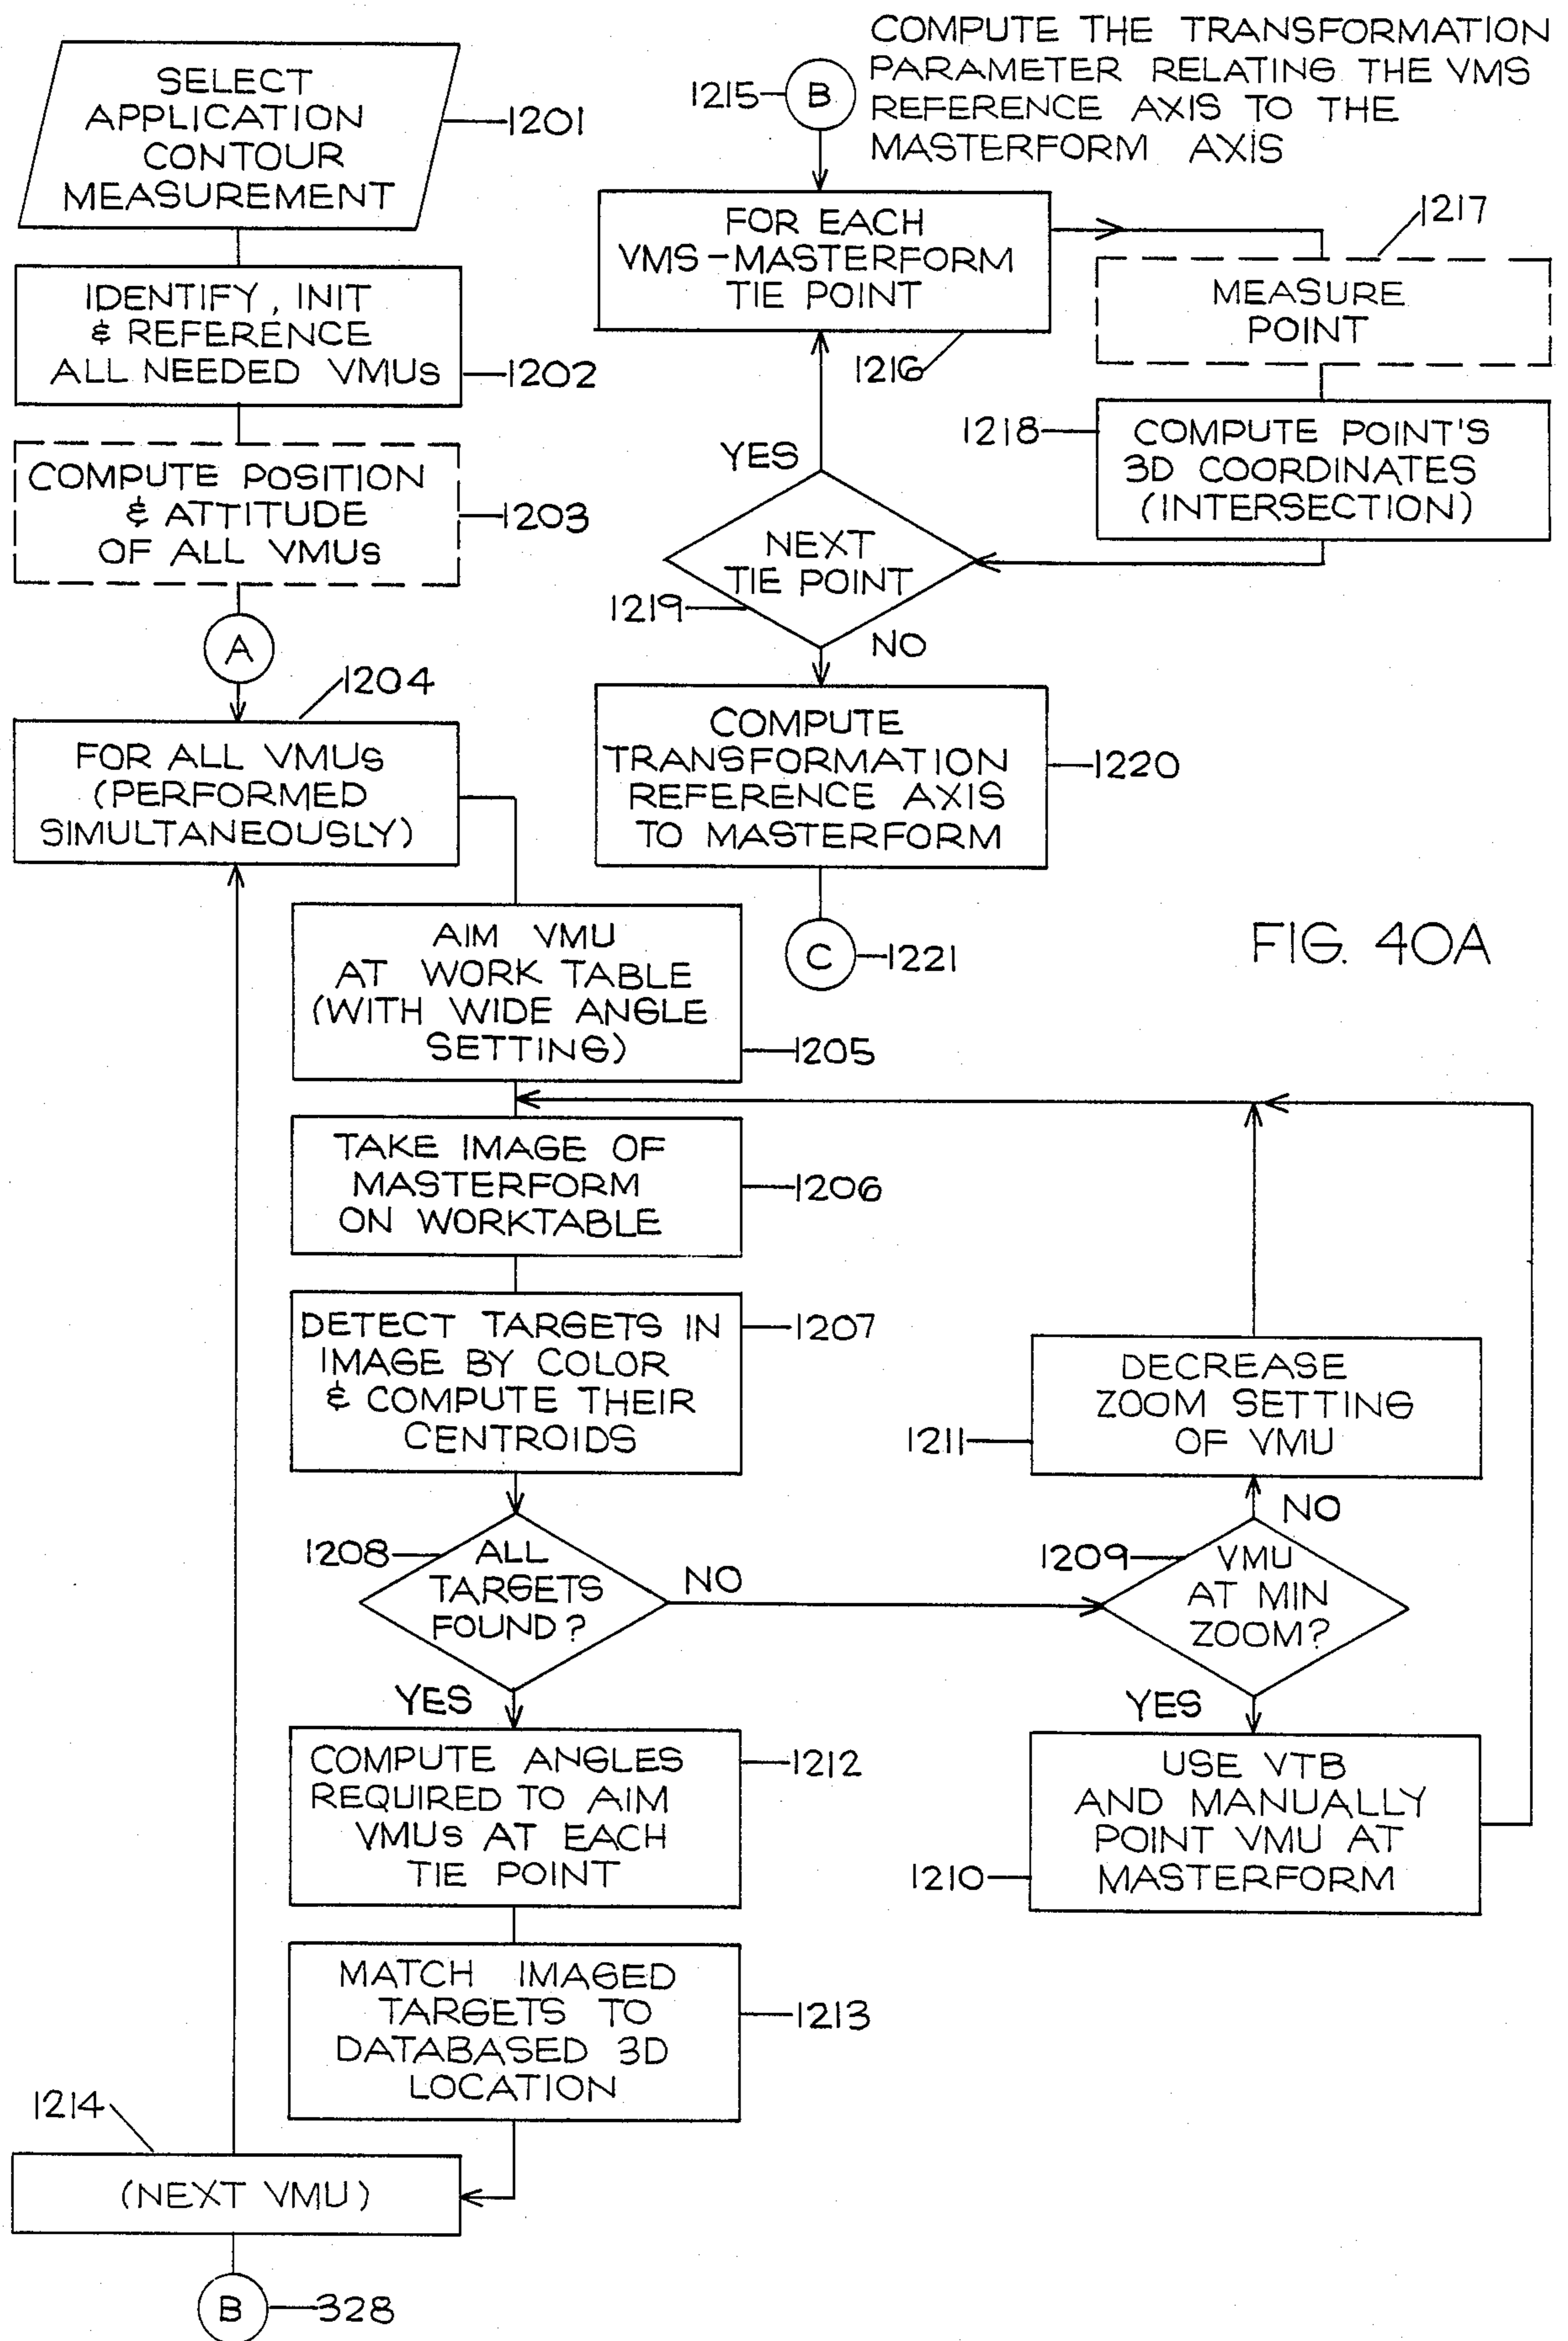 SELECT
APPLICATION
CONTOUR
MEASUREMENT
1201
IDENTIFY, INIT
& REFERENCE
ALL NEEDED VMUs
1202
COMPUTE POSITION
& ATTITUDE
OF ALL VMUs
1203
A
1204
FOR ALL VMUs
(PERFORMED
SIMULTANEOUSLY)
AIM VMU
AT WORK TABLE
(WITH WIDE ANGLE
SETTING)
1205
TAKE IMAGE OF
MASTERFORM
ON WORKTABLE
1206
DETECT TARGETS IN
IMAGE BY COLOR
& COMPUTE THEIR
CENTROIDS
1207
1208
ALL
TARGETS
FOUND?
NO
YES
1209
VMU
AT MIN
ZOOM?
NO
YES
1211
DECREASE
ZOOM SETTING
OF VMU
1210
USE VTB
AND MANUALLY
POINT VMU AT
MASTERFORM
COMPUTE ANGLES
REQUIRED TO AIM
VMUs AT EACH
TIE POINT
1212
MATCH IMAGED
TARGETS TO
DATABASED 3D
LOCATION
1213
1214
(NEXT VMU)
B
328
COMPUTE THE TRANSFORMATION
PARAMETER RELATING THE VMS
REFERENCE AXIS TO THE
MASTERFORM AXIS
1215
B
FOR EACH
VMS-MASTERFORM
TIE POINT
1216
1217
MEASURE
POINT
1218
COMPUTE POINT'S
3D COORDINATES
(INTERSECTION)
YES
NEXT
TIE POINT
1219
NO
COMPUTE
TRANSFORMATION
REFERENCE AXIS
TO MASTERFORM
1220
C
1221
FIG. 40A